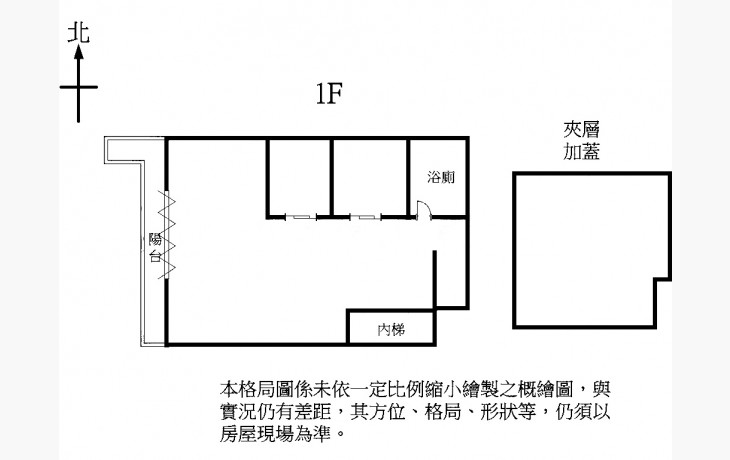 北
1F
夾層
加蓋
浴廁
陽台
內梯
本格局圖係未依一定比例縮小繪製之概繪圖，與
實況仍有差距，其方位、格局、形狀等，仍須以
房屋現場為準。